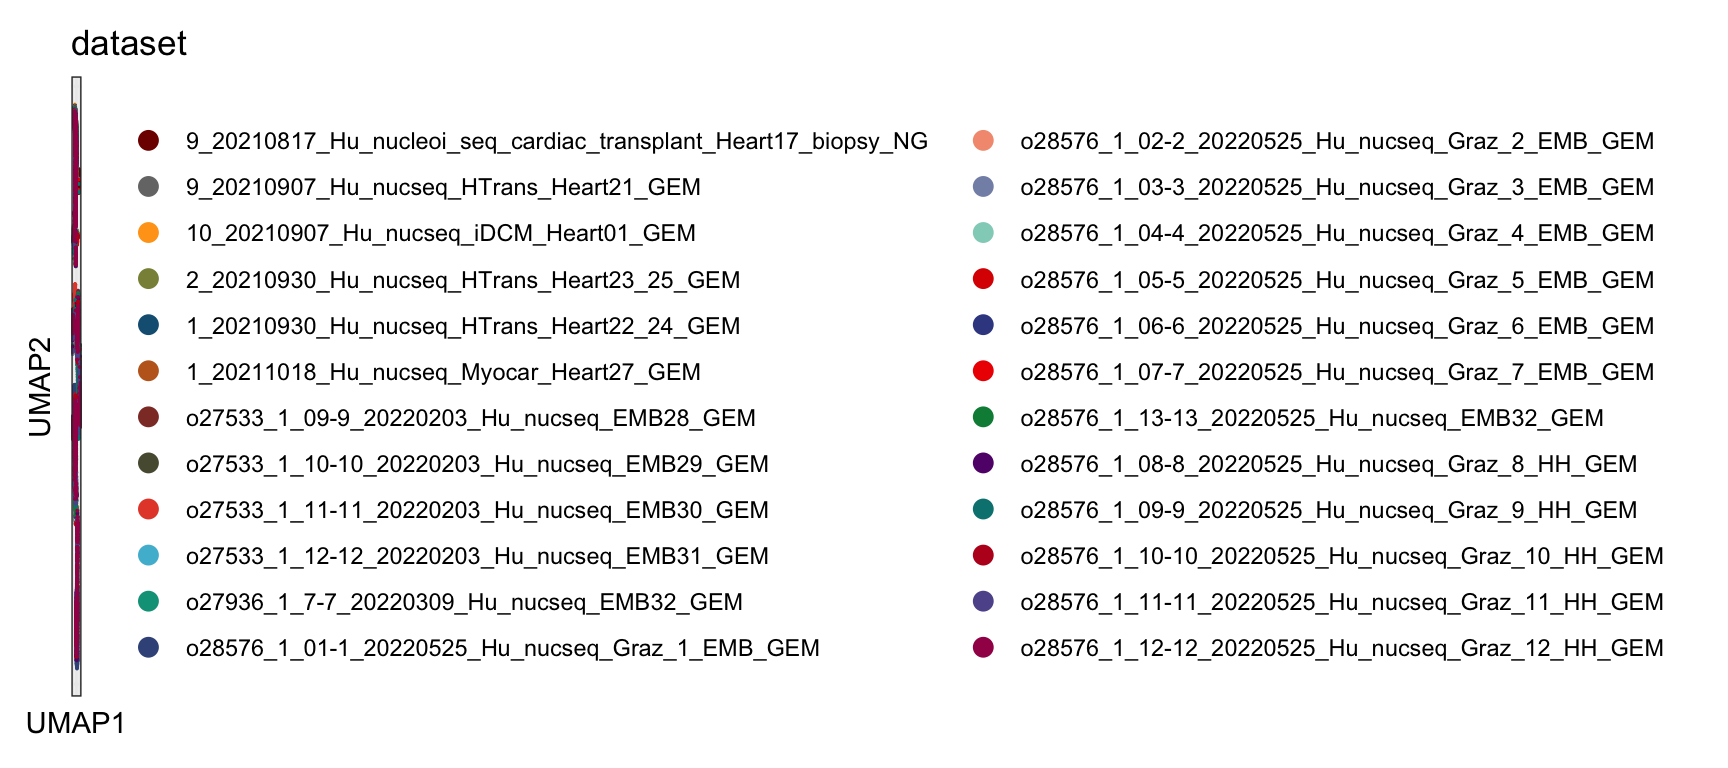 dataset
UMAP2
9_20210817_Hu_nucleoi_seq_cardiac_transplant_Heart17_biopsy_NG
9_20210907_Hu_nucseq_HTrans_Heart21_GEM
10_20210907_Hu_nucseq_iDCM_Heart01_GEM
2_20210930_Hu_nucseq_HTrans_Heart23_25_GEM
1_20210930_Hu_nucseq_HTrans_Heart22_24_GEM
1_20211018_Hu_nucseq_Myocar_Heart27_GEM
o27533_1_09-9_20220203_Hu_nucseq_EMB28_GEM
o27533_1_10-10_20220203_Hu_nucseq_EMB29_GEM
o27533_1_11-11_20220203_Hu_nucseq_EMB30_GEM
o27533_1_12-12_20220203_Hu_nucseq_EMB31_GEM
o27936_1_7-7_20220309_Hu_nucseq_EMB32_GEM
o28576_1_01-1_20220525_Hu_nucseq_Graz_1_EMB_GEM
o28576_1_02-2_20220525_Hu_nucseq_Graz_2_EMB_GEM
o28576_1_03-3_20220525_Hu_nucseq_Graz_3_EMB_GEM
o28576_1_04-4_20220525_Hu_nucseq_Graz_4_EMB_GEM
o28576_1_05-5_20220525_Hu_nucseq_Graz_5_EMB_GEM
o28576_1_06-6_20220525_Hu_nucseq_Graz_6_EMB_GEM
o28576_1_07-7_20220525_Hu_nucseq_Graz_7_EMB_GEM
o28576_1_13-13_20220525_Hu_nucseq_EMB32_GEM
o28576_1_08-8_20220525_Hu_nucseq_Graz_8_HH_GEM
o28576_1_09-9_20220525_Hu_nucseq_Graz_9_HH_GEM
o28576_1_10-10_20220525_Hu_nucseq_Graz_10_HH_GEM
o28576_1_11-11_20220525_Hu_nucseq_Graz_11_HH_GEM
o28576_1_12-12_20220525_Hu_nucseq_Graz_12_HH_GEM
UMAP1